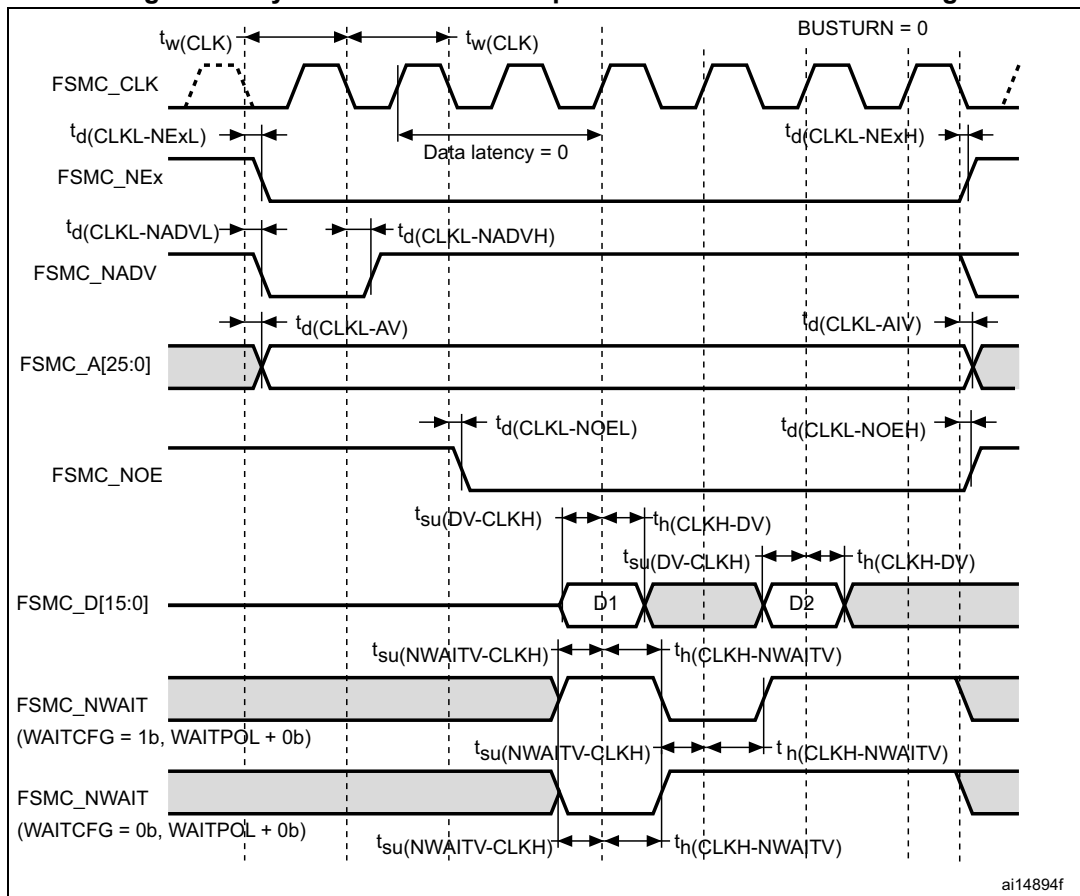 tw(CLK) tw(CLK) BUSTURN = 0
FSMC_CLK
td(CLKL-NExL) Data latency = 0 td(CLKL-NExH)
FSMC_NEx
td(CLKL-NADVL) td(CLKL-NADVH)
FSMC_NADV
td(CLKL-AV) td(CLKL-AIV)
FSMC_A[25:0]
td(CLKL-NOEL) td(CLKL-NOEH)
FSMC_NOE
tsu(DV-CLKH) th(CLKH-DV)
tsu(DV-CLKH) th(CLKH-DV)
FSMC_D[15:0] D1 D2
tsu(NWAITV-CLKH) th(CLKH-NWAITV)
FSMC_NWAIT
(WAITCFG = 1b, WAITPOL + 0b)
tsu(NWAITV-CLKH) th(CLKH-NWAITV)
FSMC_NWAIT
(WAITCFG = 0b, WAITPOL + 0b)
tsu(NWAITV-CLKH) th(CLKH-NWAITV)
ai14894f